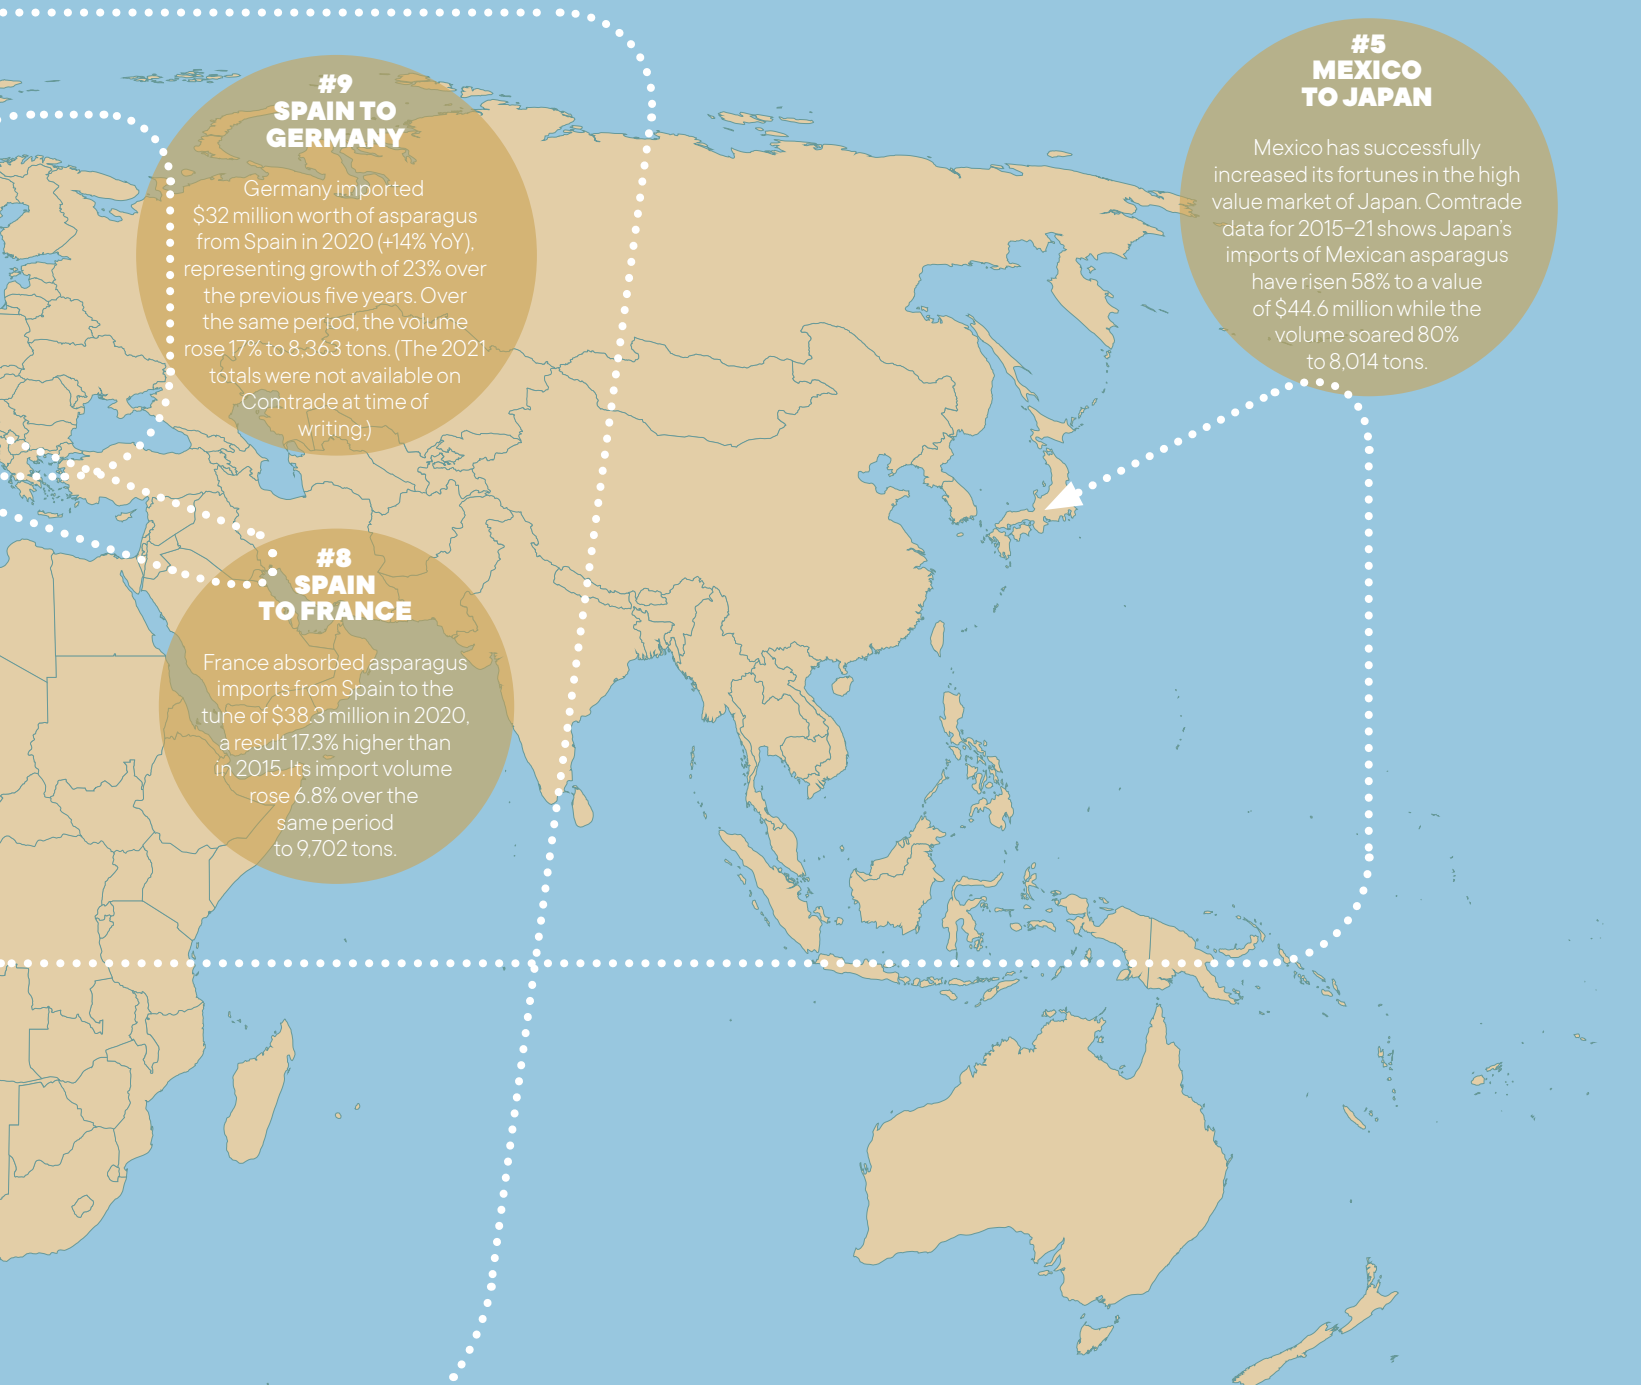 #9
SPAIN TO
GERMANY
Germany imported
$32 million worth of asparagus
from Spain in 2020 (+14% YoY),
representing growth of 23% over
the previous five years. Over
the same period, the volume
rose 17% to 8,363 tons. (The 2021
totals were not available on
Comtrade at time of
writing.)
#5
MEXICO
TO JAPAN
Mexico has successfully
increased its fortunes in the high
value market of Japan. Comtrade
data for 2015–21 shows Japan's
imports of Mexican asparagus
have risen 58% to a value
of $44.6 million while the
volume soared 80%
to 8,014 tons.
#8
SPAIN
TO FRANCE
France absorbed asparagus
imports from Spain to the
tune of $38.3 million in 2020,
a result 17.3% higher than
in 2015. Its import volume
rose 6.8% over the
same period
to 9,702 tons.